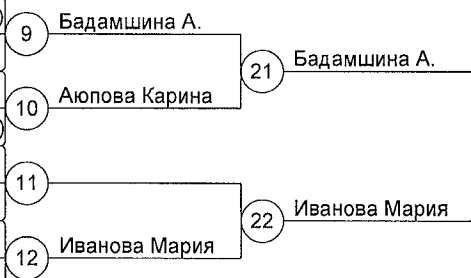 9 Бадамшина А.
21 Бадамшина А.
10 Аюпова Карина
11
22 Иванова Мария
12 Иванова Мария